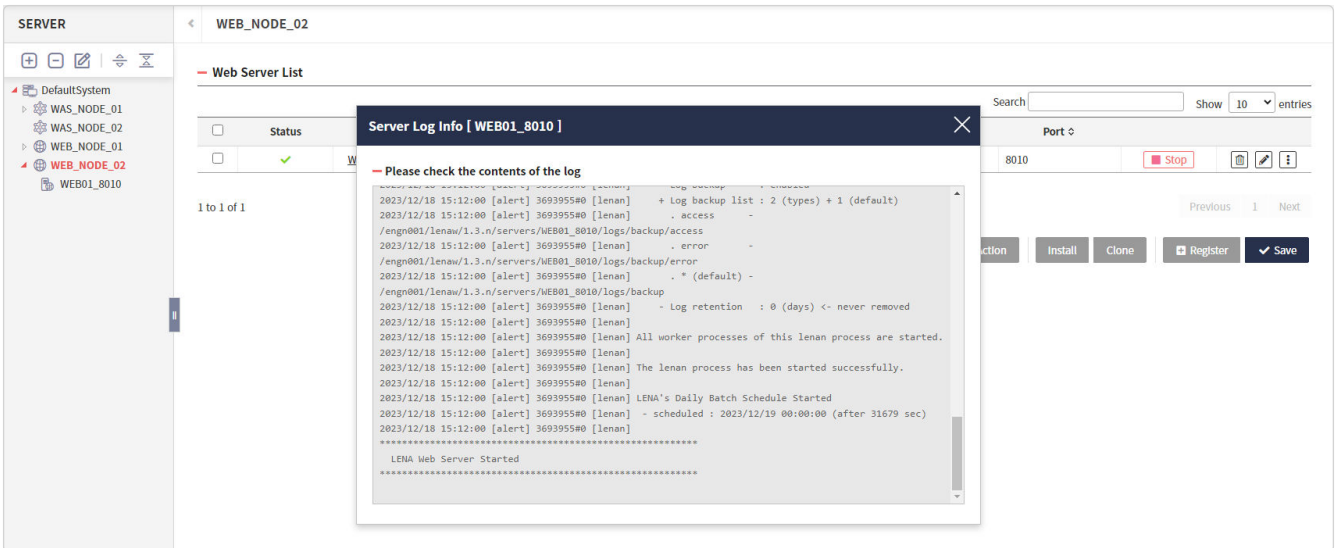 SERVER
WEB_NODE_02
DefaultSystem
WAS_NODE_01
WAS_NODE_02
WEB_NODE_01
WEB_NODE_02
WEB01_8010
Web Server List
Search
Show 10 entries
Status
Port
W
8010
Stop
1 to 1 of 1
Previous 1 Next
Install
Clone
Register
Save
Server Log Info [ WEB01_8010 ]
Please check the contents of the log
2023/12/18 15:12:00 [alert] 3693955#0 [lenan] + Log backup list : 2 (types) + 1 (default)
2023/12/18 15:12:00 [alert] 3693955#0 [lenan] . access -
/engn001/lenaw/1.3.n/servers/WEB01_8010/logs/backup/access
2023/12/18 15:12:00 [alert] 3693955#0 [lenan] . error -
/engn001/lenaw/1.3.n/servers/WEB01_8010/logs/backup/error
2023/12/18 15:12:00 [alert] 3693955#0 [lenan] . * (default) -
/engn001/lenaw/1.3.n/servers/WEB01_8010/logs/backup
2023/12/18 15:12:00 [alert] 3693955#0 [lenan] - Log retention : 0 (days) <- never removed
2023/12/18 15:12:00 [alert] 3693955#0 [lenan]
2023/12/18 15:12:00 [alert] 3693955#0 [lenan] All worker processes of this lenan process are started.
2023/12/18 15:12:00 [alert] 3693955#0 [lenan]
2023/12/18 15:12:00 [alert] 3693955#0 [lenan] The lenan process has been started successfully.
2023/12/18 15:12:00 [alert] 3693955#0 [lenan]
2023/12/18 15:12:00 [alert] 3693955#0 [lenan] LENA's Daily Batch Schedule Started
2023/12/18 15:12:00 [alert] 3693955#0 [lenan] - scheduled : 2023/12/19 00:00:00 (after 31679 sec)
2023/12/18 15:12:00 [alert] 3693955#0 [lenan]
*********************************************************
LENA Web Server Started
*********************************************************